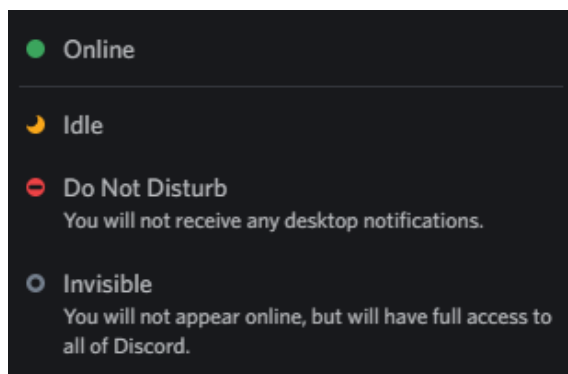 Online
Idle
Do Not Disturb
You will not receive any desktop notifications.
Invisible
You will not appear online, but will have full access to
all of Discord.